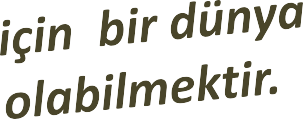 için bir dünya
olabilmektir.